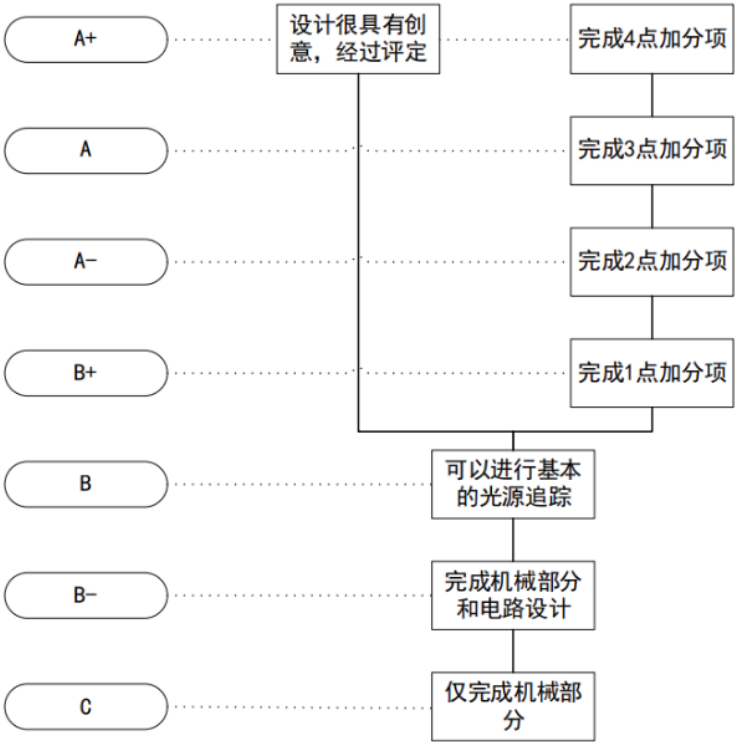 A+
设计很具有创
意，经过评定
完成4点加分项
A
完成3点加分项
A−
完成2点加分项
B+
完成1点加分项
B
可以进行基本
的光源追踪
B−
完成机械部分
和电路设计
C
仅完成机械部
分